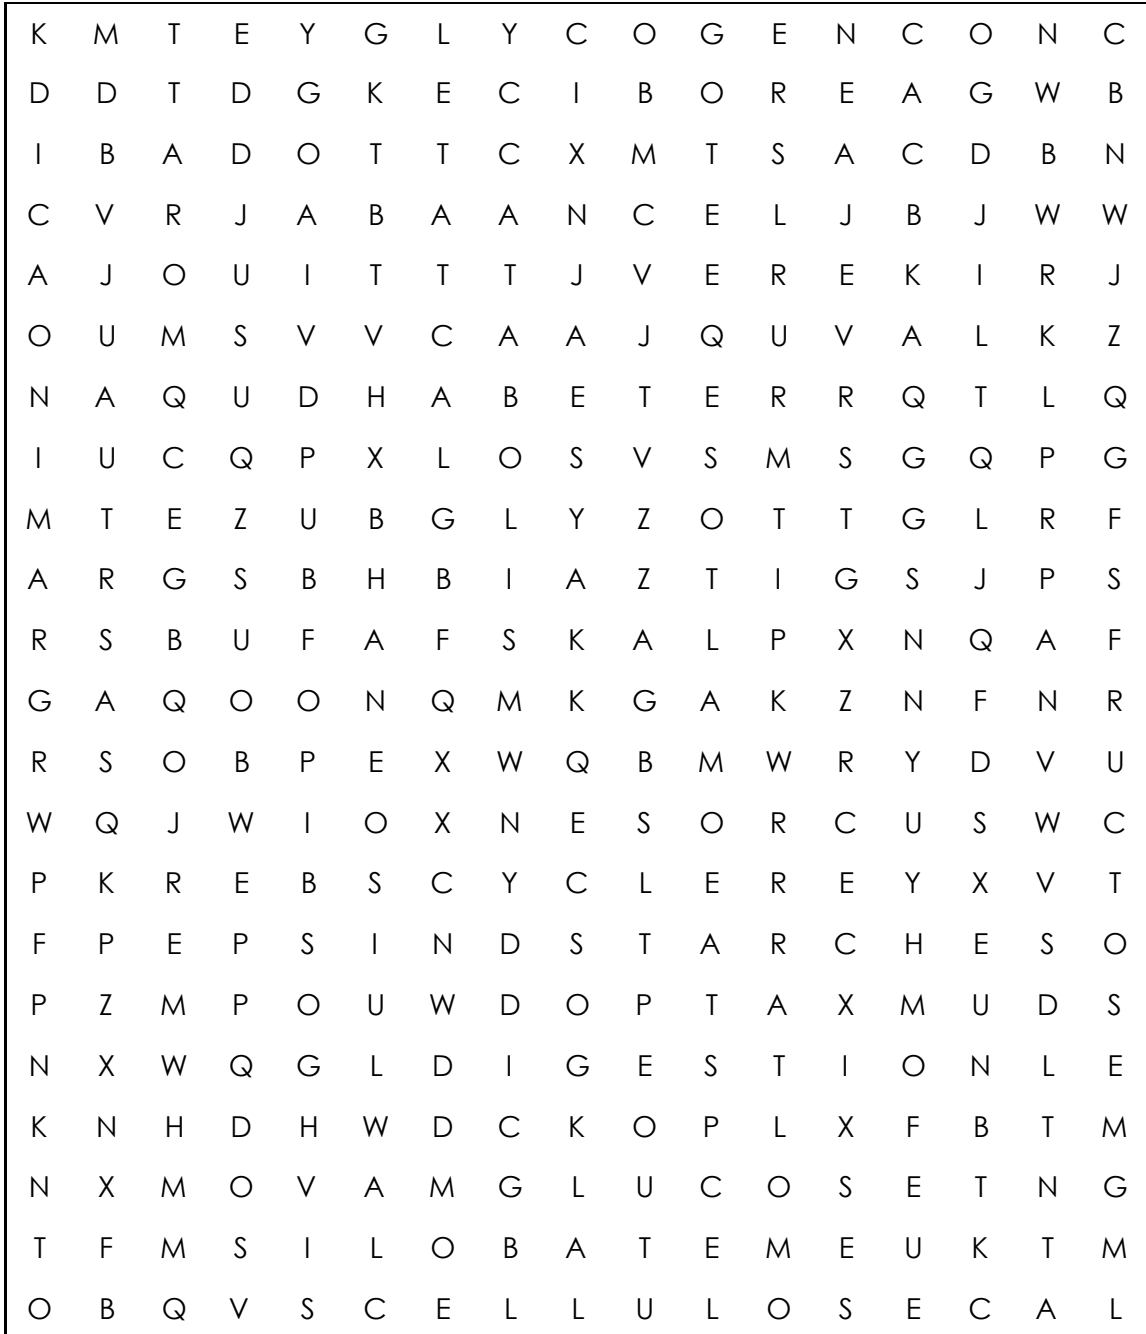 K M T E Y G L Y C O G E N C O N C
D D T D G K E C I B O R E A G W B
I B A D O T T C X M T S A C D B N
C V R J A B A A N C E L J B J W W
A J O U I T T T J V E R E K I R J
O U M S V V C A A J Q U V A L K Z
N A Q U D H A B E T E R R Q T L Q
I U C Q P X L O S V S M S G Q P G
M T E Z U B G L Y Z O T T G L R F
A R G S B H B I A Z T I G S J P S
R S B U F A F S K A L P X N Q A F
G A Q O O N Q M K G A K Z N F N R
R S O B P E X W Q B M W R Y D V U
W Q J W I O X N E S O R C U S W C
P K R E B S C Y C L E R E Y X V T
F P E P S I N D S T A R C H E S O
P Z M P O U W D O P T A X M U D S
N X W Q G L D I G E S T I O N L E
K N H D H W D C K O P L X F B T M
N X M O V A M G L U C O S E T N G
T F M S I L O B A T E M E U K T M
O B Q V S C E L L U L O S E C A L